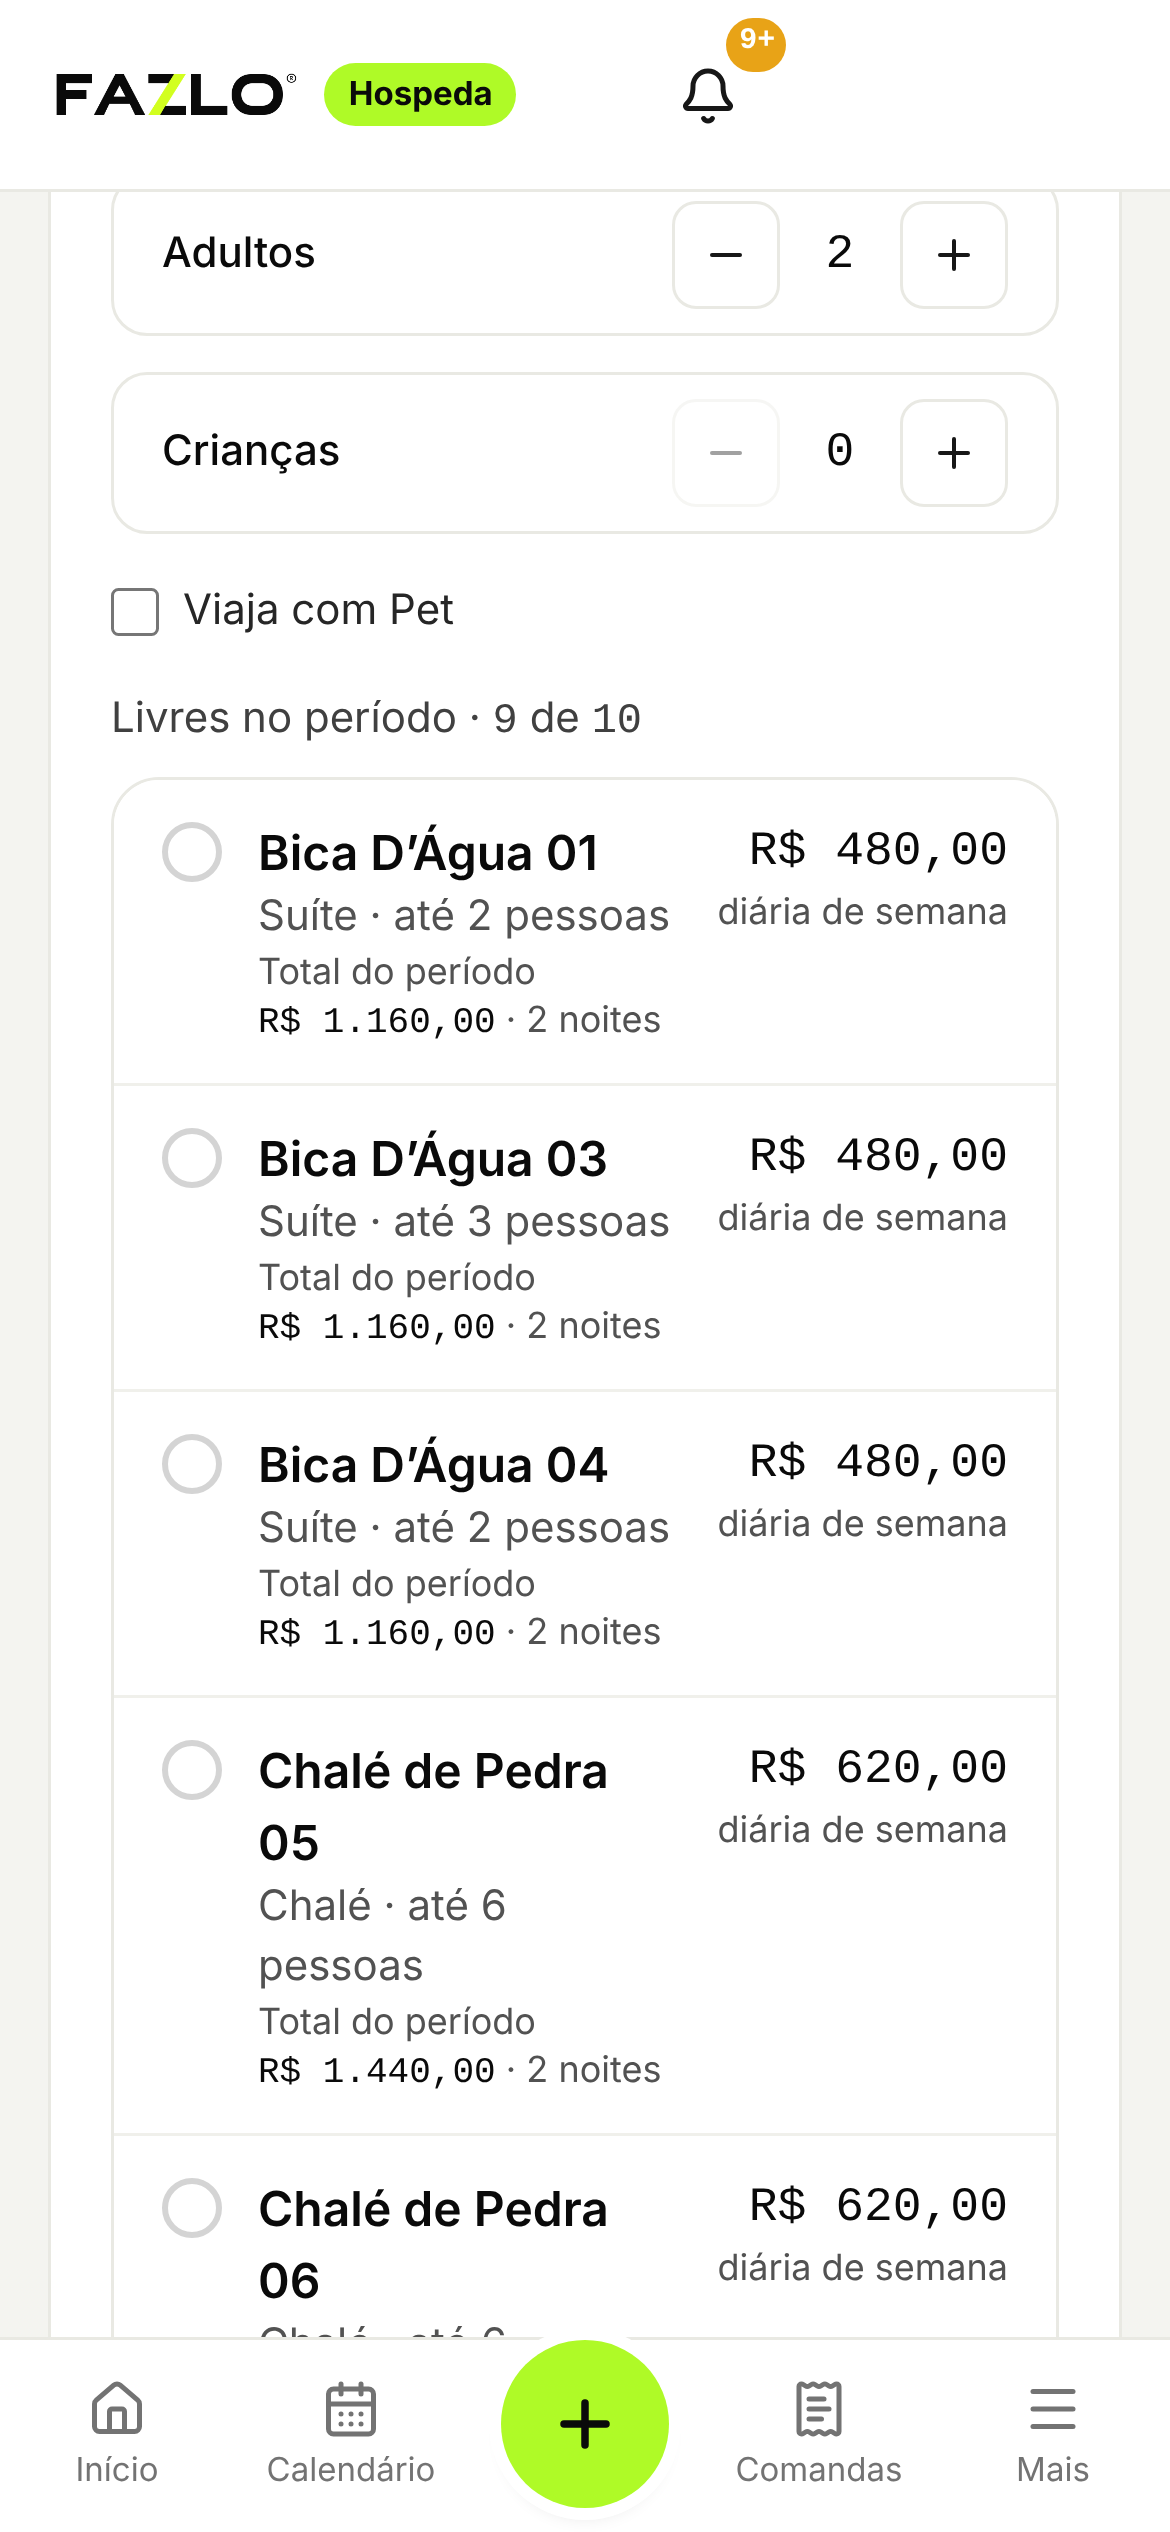 FAZLO® Hospeda 9+
Adultos − 2 +
Crianças − 0 +
Viaja com Pet
Livres no período · 9 de 10
Bica D’Água 01 R$ 480,00
Suíte · até 2 pessoas diária de semana
Total do período
R$ 1.160,00 · 2 noites
Bica D’Água 03 R$ 480,00
Suíte · até 3 pessoas diária de semana
Total do período
R$ 1.160,00 · 2 noites
Bica D’Água 04 R$ 480,00
Suíte · até 2 pessoas diária de semana
Total do período
R$ 1.160,00 · 2 noites
Chalé de Pedra R$ 620,00
05 diária de semana
Chalé · até 6
pessoas
Total do período
R$ 1.440,00 · 2 noites
Chalé de Pedra R$ 620,00
06 diária de semana
Chalé · até 6
Início Calendário + Comandas Mais